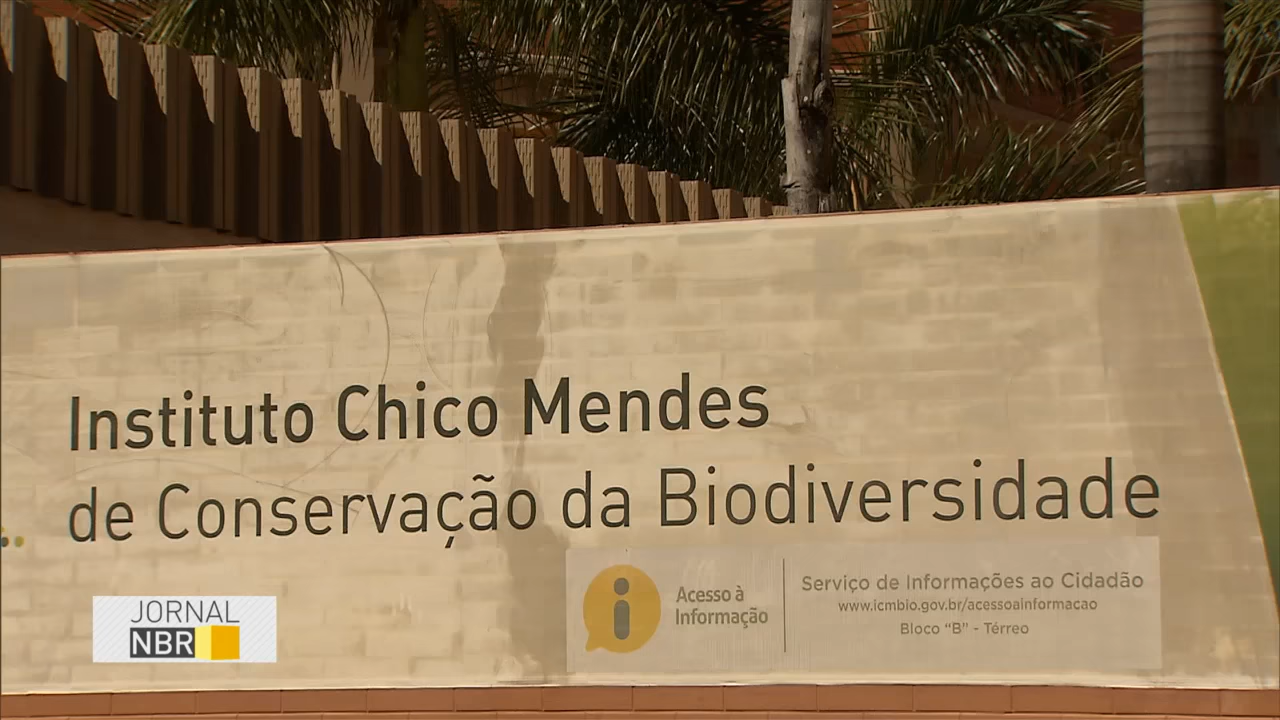 Instituto Chico Mendes
de Conservação da Biodiversidade
i
Acesso à
Informação
Serviço de Informações ao Cidadão
www.icmbio.gov.br/acessoainformacao
Bloco "B" - Térreo
JORNAL
NBR